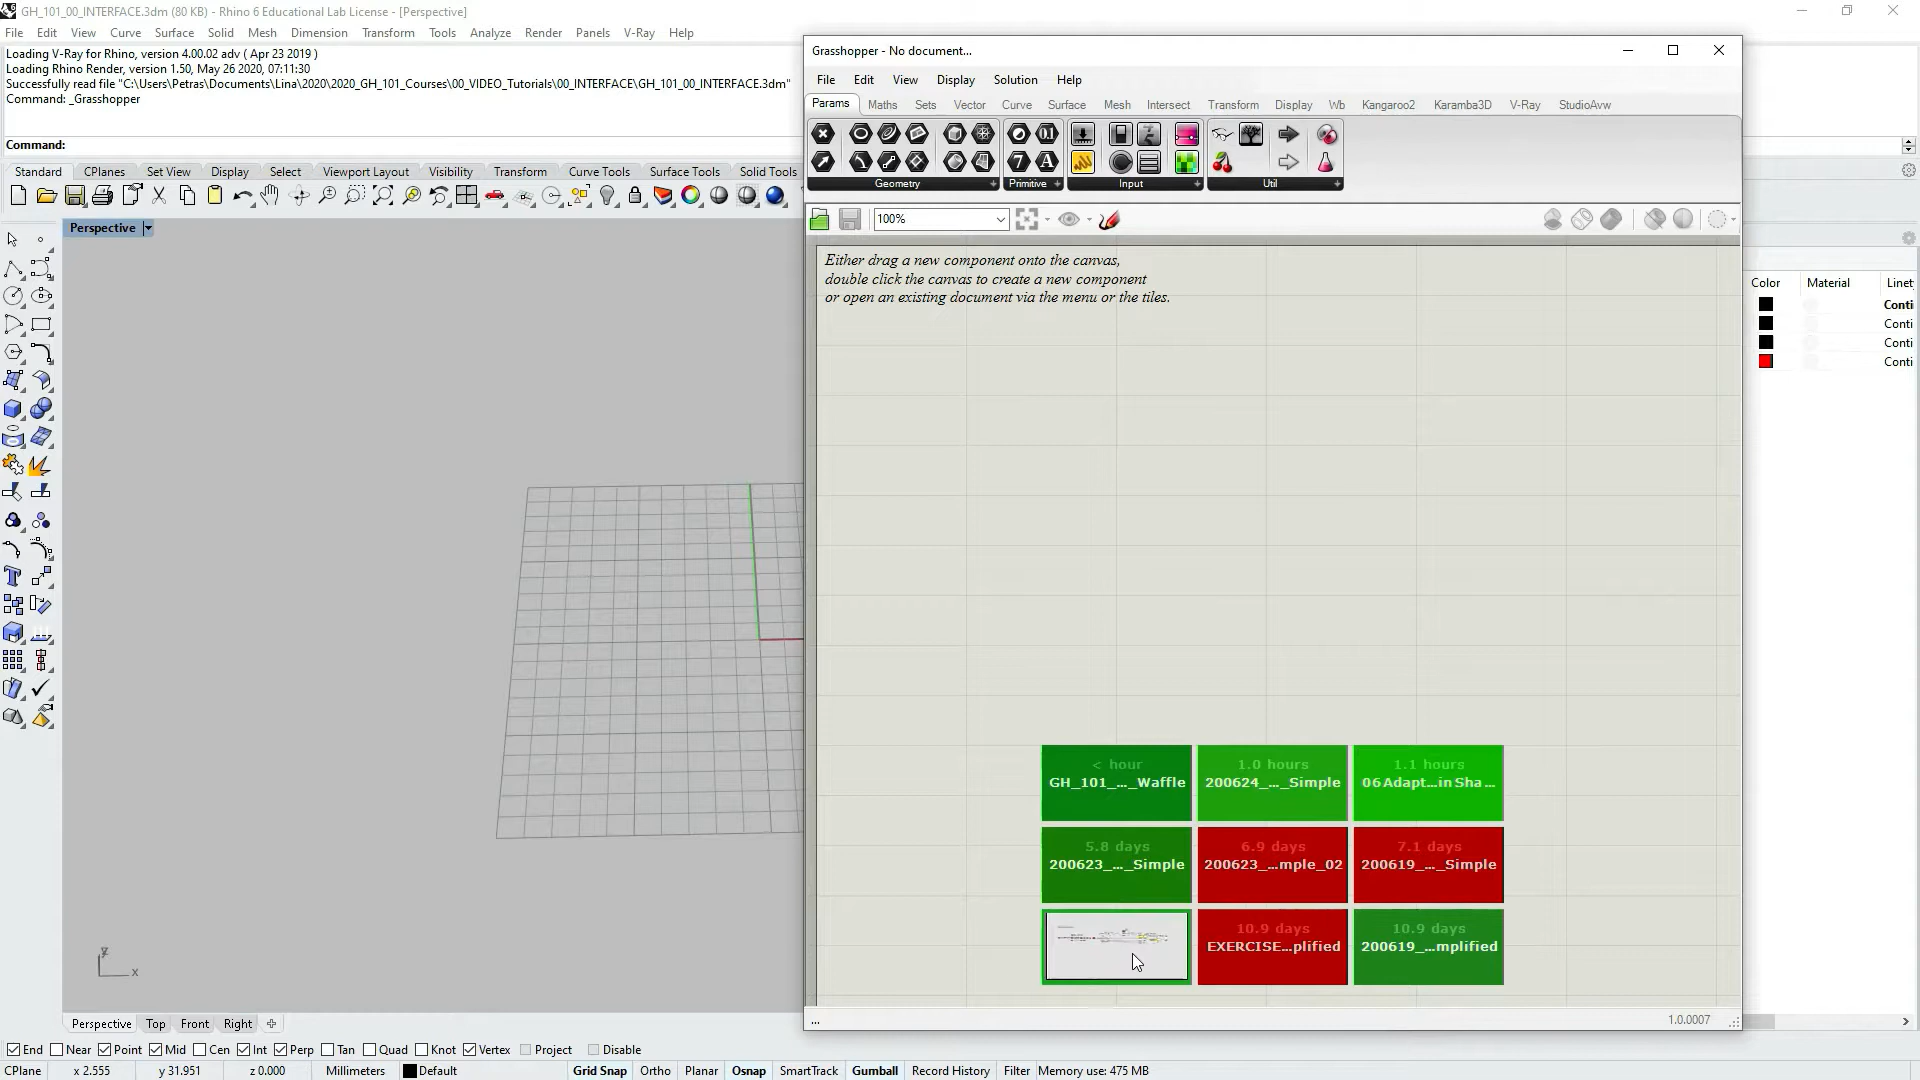 GH_101_00_INTERFACE.3dm (80 KB) - Rhino 6 Educational Lab License - [Perspective]
File Edit View Curve Surface Solid Mesh Dimension Transform Tools Analyze Render Panels V-Ray Help
Loading V-Ray for Rhino, version 4.00.02 adv ( Apr 23 2019 )
Loading Rhino Render, version 1.50, May 26 2020, 07:11:30
Successfully read file "C:\Users\Petras\Documents\Lina\2020\2020_GH_101_Courses\00_VIDEO_Tutorials\00_INTERFACE\GH_101_00_INTERFACE.3dm"
Command: _Grasshopper
Command:
Standard CPlanes Set View Display Select Viewport Layout Visibility Transform Curve Tools Surface Tools Solid Tools
Perspective
Grasshopper - No document...
File Edit View Display Solution Help
Params Maths Sets Vector Curve Surface Mesh Intersect Transform Display Wb Kangaroo2 Karamba3D V-Ray StudioAvw
Geometry Primitive Input Util
100%
Either drag a new component onto the canvas,
double click the canvas to create a new component
or open an existing document via the menu or the tiles.
< hour 1.0 hours 1.1 hours
GH_101_..._Waffle 200624_..._Simple 06Adapt...inSha...
5.8 days 6.9 days 7.1 days
200623_..._Simple 200623_...mple_02 200619_..._Simple
10.9 days 10.9 days
EXERCISE...plified 200619_...mplified
... 1.0.0007
Color Material Linet
Conti
Conti
Conti
Conti
z
x
Perspective Top Front Right
End Near Point Mid Cen Int Perp Tan Quad Knot Vertex Project Disable
CPlane x 2.555 y 31.951 z 0.000 Millimeters Default Grid Snap Ortho Planar Osnap SmartTrack Gumball Record History Filter Memory use: 475 MB